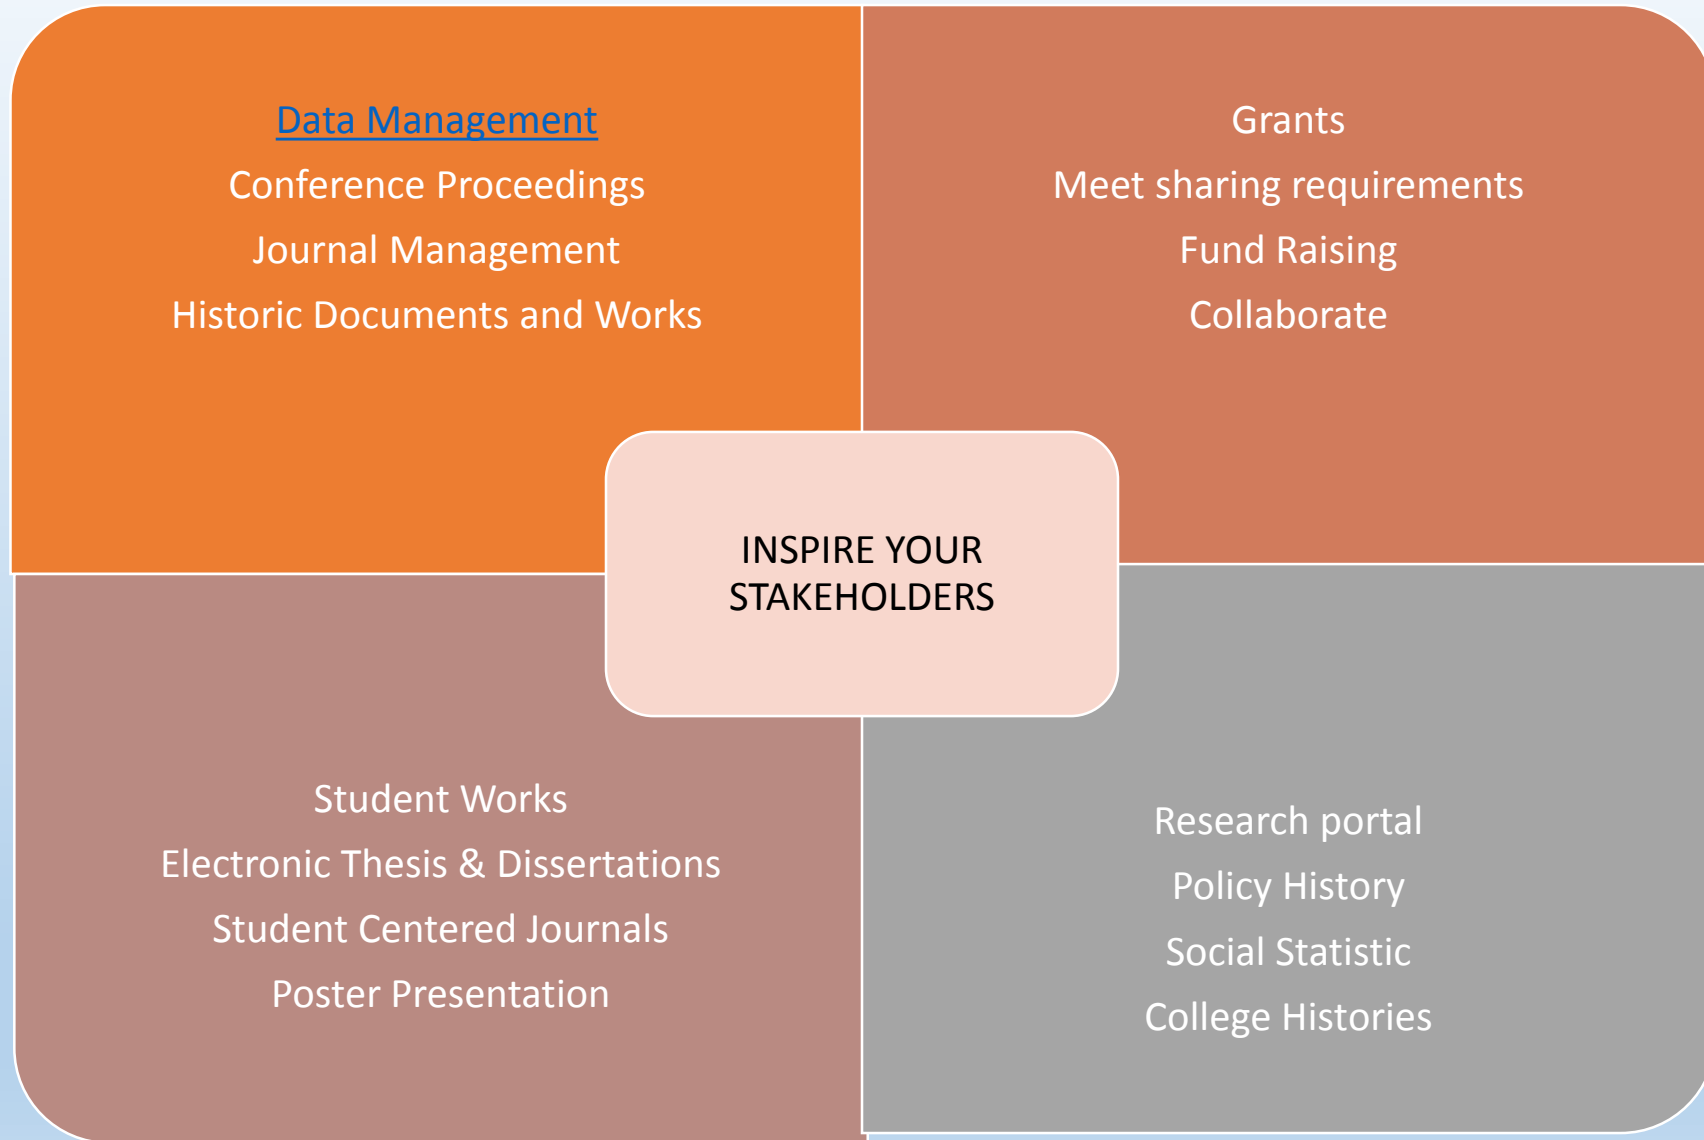 Data Management
Conference Proceedings
Journal Management
Historic Documents and Works
Grants
Meet sharing requirements
Fund Raising
Collaborate
INSPIRE YOUR
STAKEHOLDERS
Student Works
Electronic Thesis & Dissertations
Student Centered Journals
Poster Presentation
Research portal
Policy History
Social Statistic
College Histories